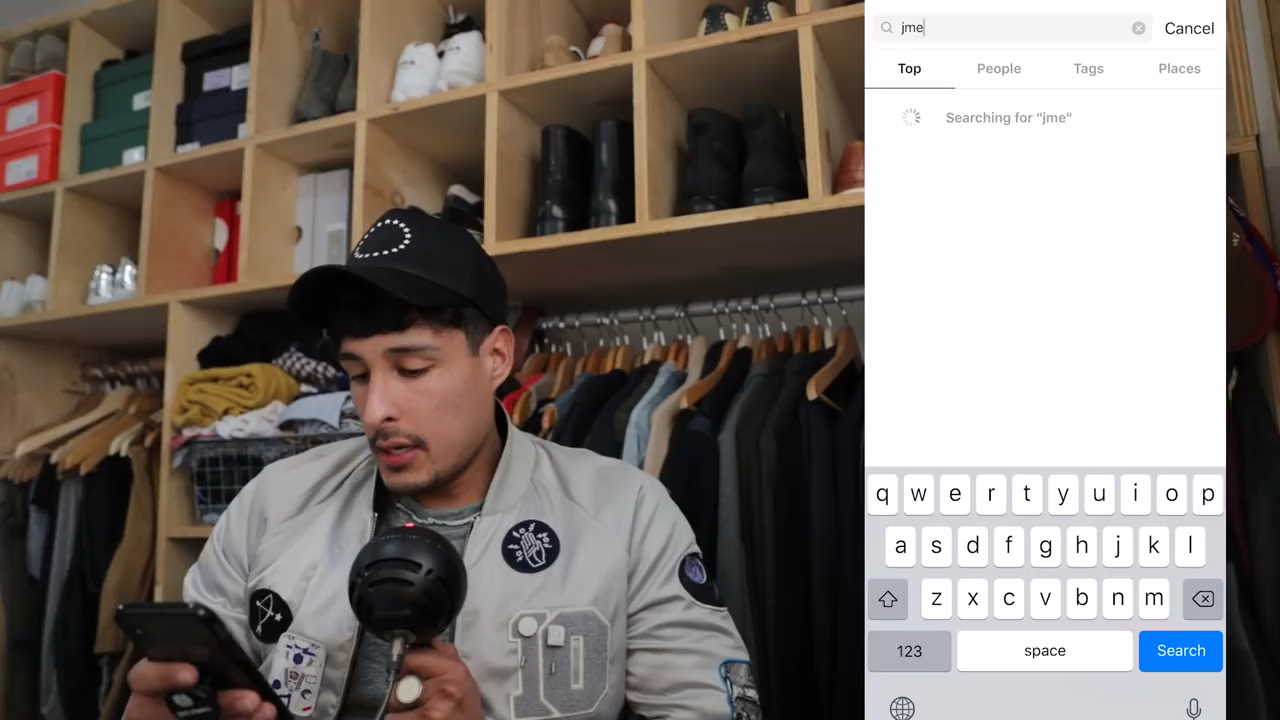 jme
Cancel
Top
People
Tags
Places
Searching for "jme"
q w e r t y u i o p
a s d f g h j k l
z x c v b n m
123
space
Search
10